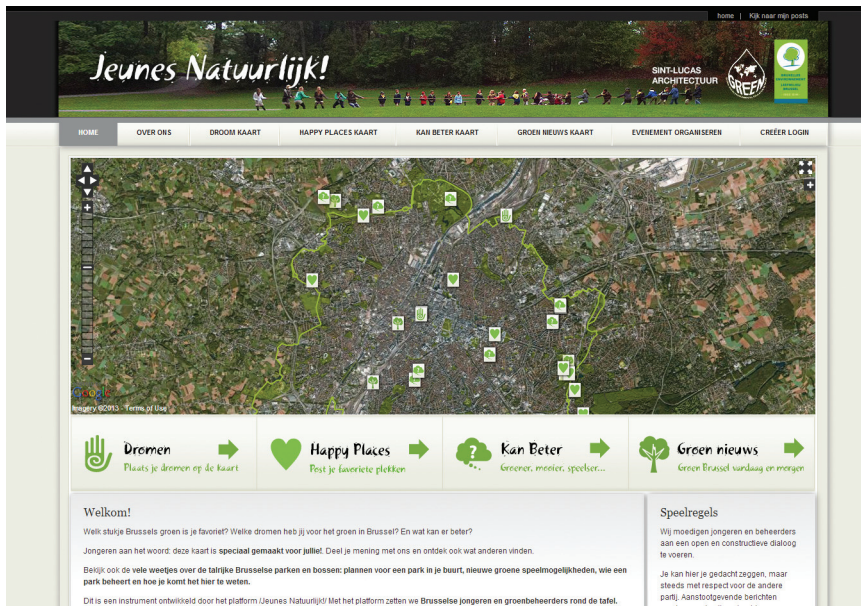 home | Kijk naar mijn posts
Jeunes Natuurlijk!
SINT-LUCAS
ARCHITECTUUR
GREEN
HOME OVER ONS DROOM KAART HAPPY PLACES KAART KAN BETER KAART GROEN NIEUWS KAART EVENEMENT ORGANISEREN CREËER LOGIN
Google
Imagery ©2013 - Terms of Use
Dromen
Plaats je dromen op de kaart
Happy Places
Post je favoriete plekken
Kan Beter
Groener, mooier, speelser...
Groen nieuws
Groen Brussel vandaag en morgen
Welkom!
Welk stukje Brussels groen is je favoriet? Welke dromen heb jij voor het groen in Brussel? En wat kan er beter?
Jongeren aan het woord: deze kaart is speciaal gemaakt voor jullie!. Deel je mening met ons en ontdek ook wat anderen vinden.
Bekijk ook de vele weetjes over de talrijke Brusselse parken en bossen: plannen voor een park in je buurt, nieuwe groene speelmogelijkheden, wie een
park beheert en hoe je komt het hier te weten.
Dit is een instrument ontwikkeld door het platform /Jeunes Natuurlijk!/ Met het platform zetten we Brusselse jongeren en groenbeheerders rond de tafel.
Speelregels
Wij moedigen jongeren en beheerders
aan een open en constructieve dialoog
te voeren.
Je kan hier je gedacht zeggen, maar
steeds met respect voor de andere
partij. Aanstootgevende berichten